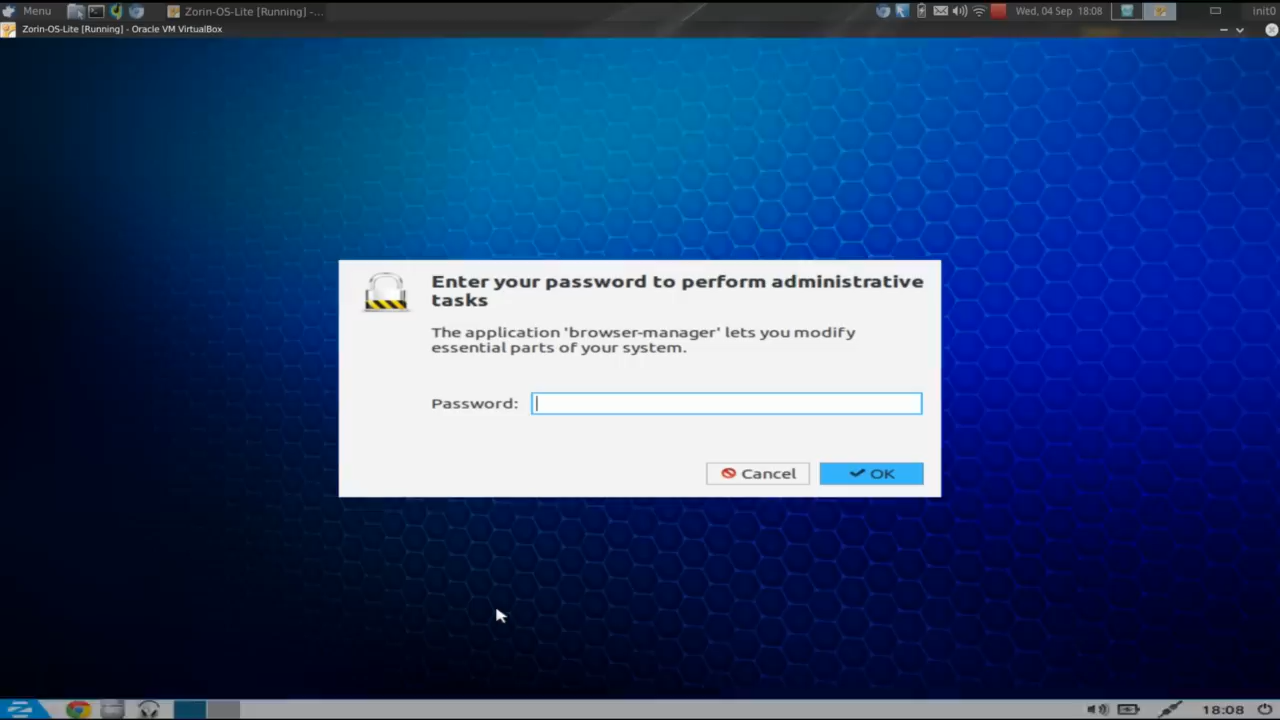 Menu
Zorin-OS-Lite [Running] -...
Wed, 04 Sep 18:08
init0
Zorin-OS-Lite [Running] - Oracle VM VirtualBox
Enter your password to perform administrative
tasks
The application 'browser-manager' lets you modify
essential parts of your system.
Password:
Cancel
OK
18:08